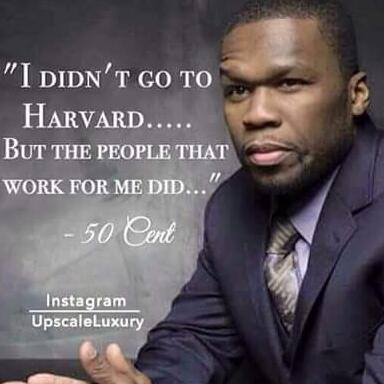 "I DIDN'T GO TO
HARVARD.....
BUT THE PEOPLE THAT
WORK FOR ME DID..."
- 50 Cent
Instagram
UpscaleLuxury